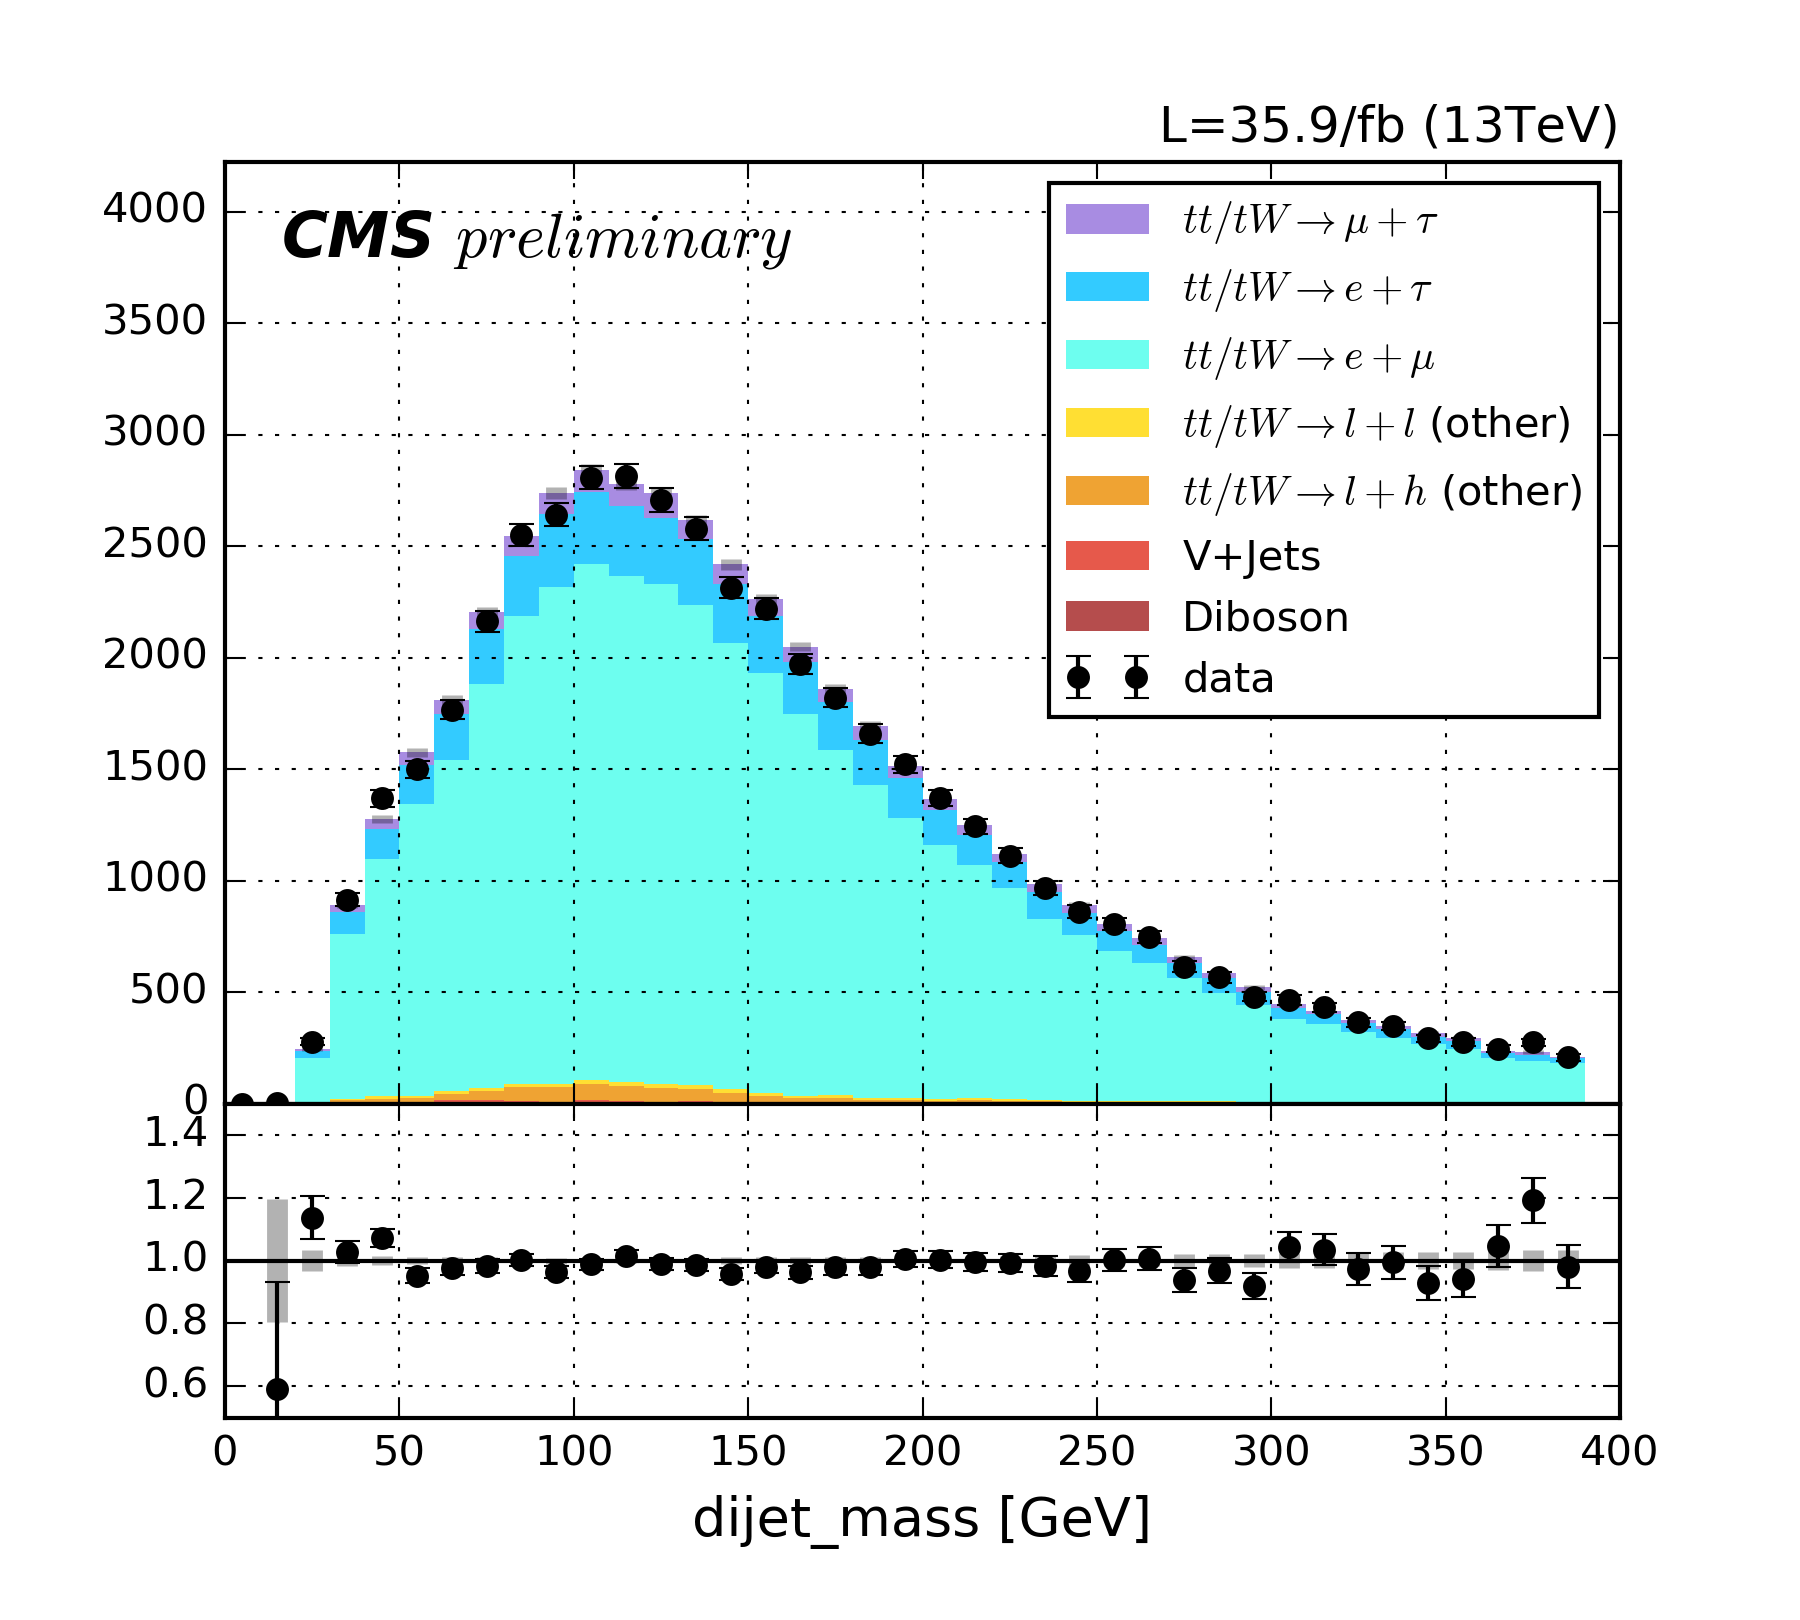 L=35.9/fb (13TeV)
CMS preliminary
4000
3500
3000
2500
2000
1500
1000
500
0
tt/tW → μ + τ
tt/tW → e + τ
tt/tW → e + μ
tt/tW → l + l (other)
tt/tW → l + h (other)
V+Jets
Diboson
data
1.4
1.2
1.0
0.8
0.6
0 50 100 150 200 250 300 350 400
dijet_mass [GeV]